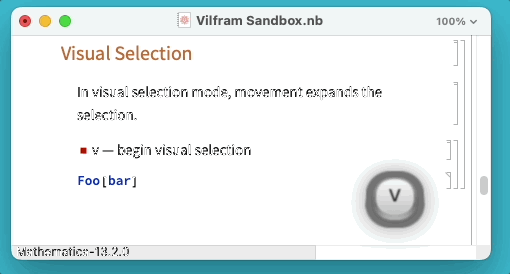 Vilfram Sandbox.nb
100%
Visual Selection
In visual selection mode, movement expands the
selection.
v — begin visual selection
Foo[bar]
V
Mathematica-13.2.0